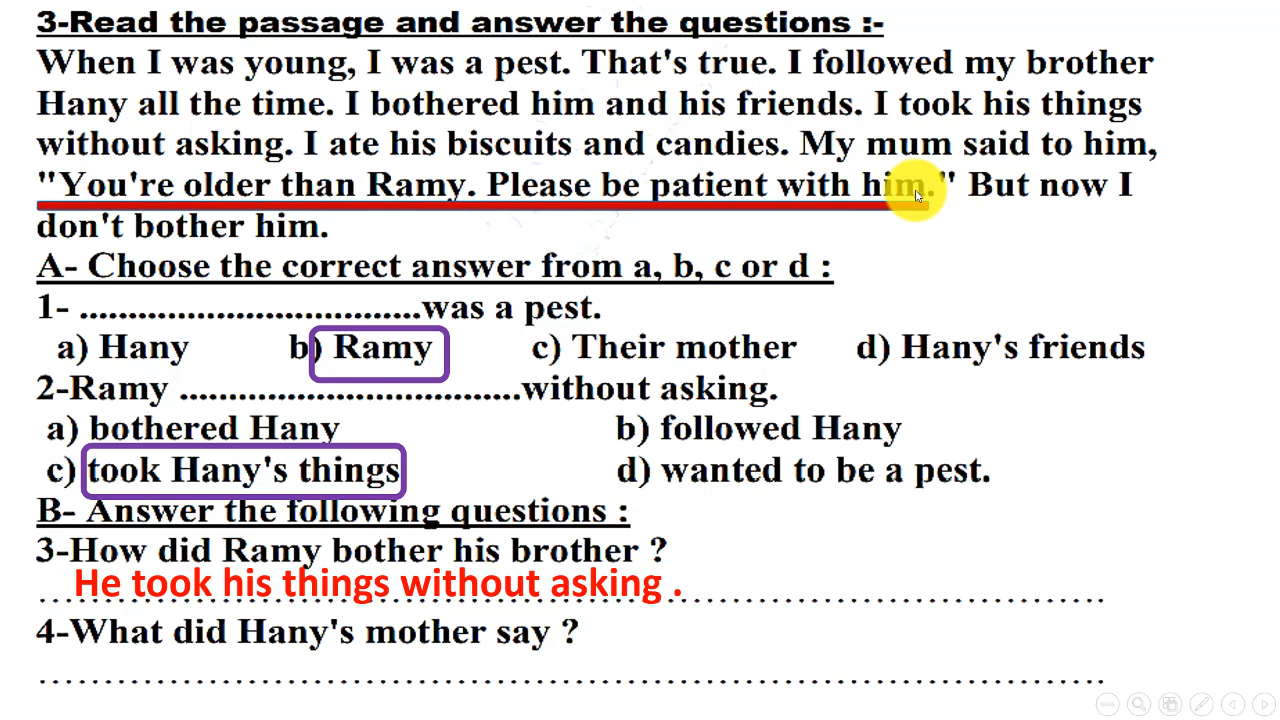 3-Read the passage and answer the questions :-
When I was young, I was a pest. That's true. I followed my brother
Hany all the time. I bothered him and his friends. I took his things
without asking. I ate his biscuits and candies. My mum said to him,
"You're older than Ramy. Please be patient with him." But now I
don't bother him.
A- Choose the correct answer from a, b, c or d :
1- ...................................was a pest.
a) Hany b) Ramy c) Their mother d) Hany's friends
2-Ramy ...................................without asking.
a) bothered Hany b) followed Hany
c) took Hany's things d) wanted to be a pest.
B- Answer the following questions :
3-How did Ramy bother his brother ?
He took his things without asking .
4-What did Hany's mother say ?